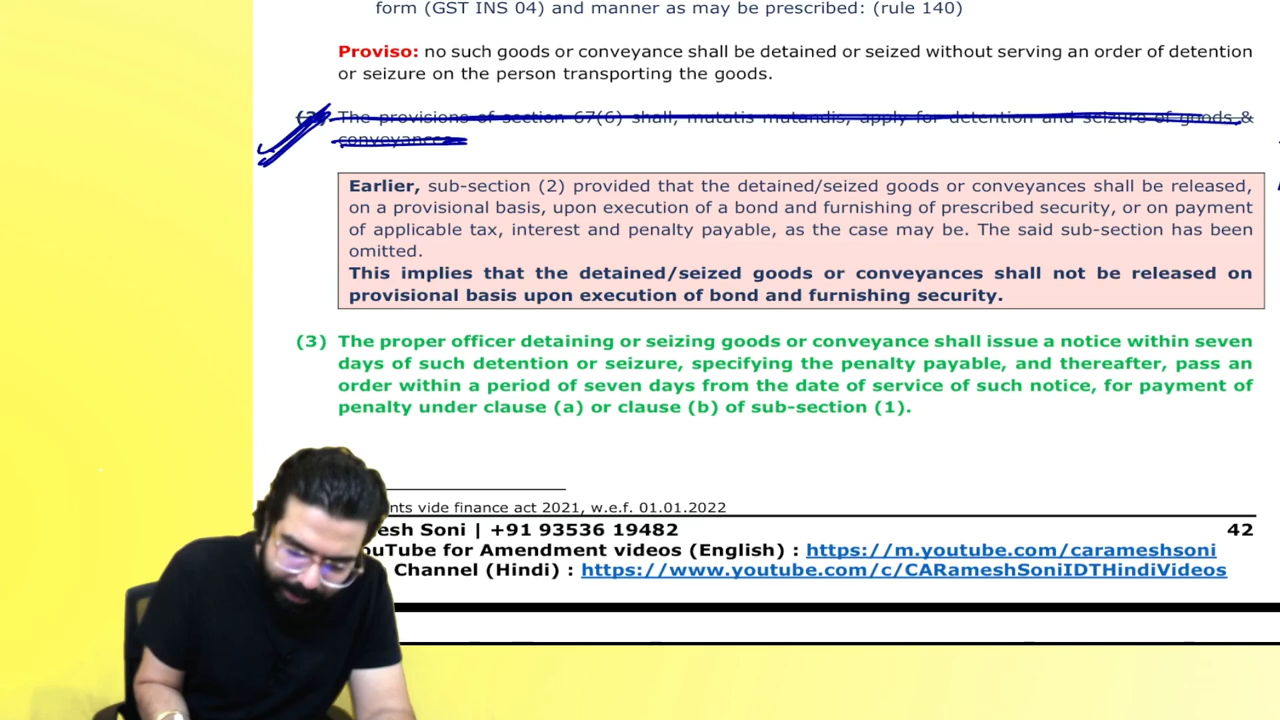 form (GST INS 04) and manner as may be prescribed: (rule 140)
Proviso: no such goods or conveyance shall be detained or seized without serving an order of detention
or seizure on the person transporting the goods.
The provisions of section 67(6) shall, mutatis mutandis, apply for detention and seizure of goods &
conveyances
Earlier, sub-section (2) provided that the detained/seized goods or conveyances shall be released,
on a provisional basis, upon execution of a bond and furnishing of prescribed security, or on payment
of applicable tax, interest and penalty payable, as the case may be. The said sub-section has been
omitted.
This implies that the detained/seized goods or conveyances shall not be released on
provisional basis upon execution of bond and furnishing security.
(3) The proper officer detaining or seizing goods or conveyance shall issue a notice within seven
days of such detention or seizure, specifying the penalty payable, and thereafter, pass an
order within a period of seven days from the date of service of such notice, for payment of
penalty under clause (a) or clause (b) of sub-section (1).
nts vide finance act 2021, w.e.f. 01.01.2022
esh Soni | +91 93536 19482 42
ouTube for Amendment videos (English) : https://m.youtube.com/carameshsoni
Channel (Hindi) : https://www.youtube.com/c/CARameshSoniIDTHindiVideos